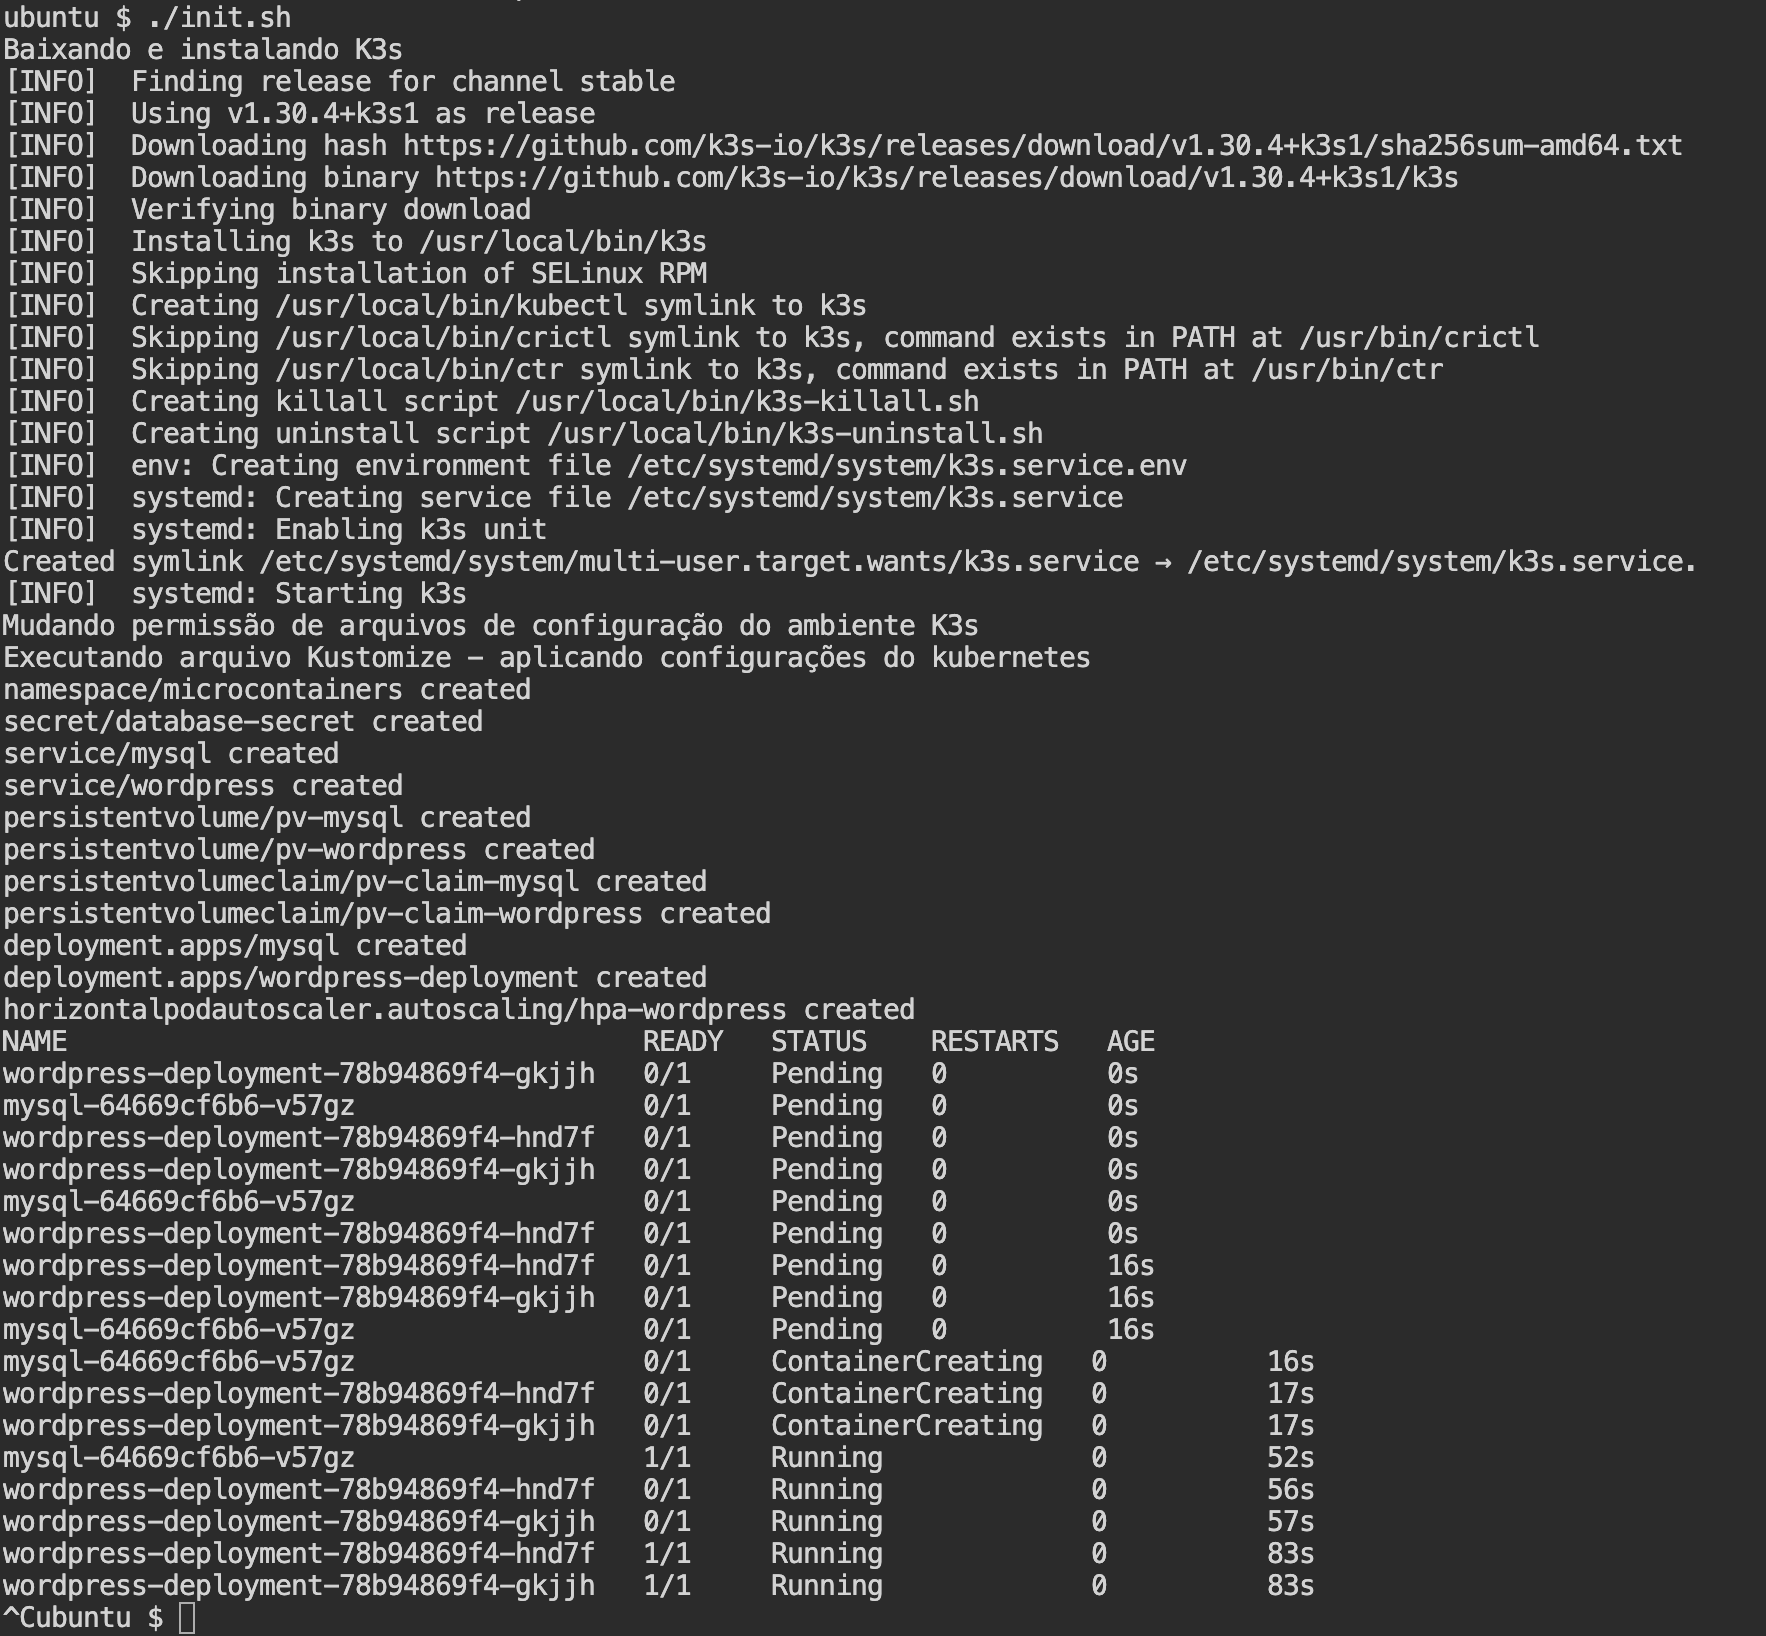 ubuntu $ ./init.sh
Baixando e instalando K3s
[INFO]  Finding release for channel stable
[INFO]  Using v1.30.4+k3s1 as release
[INFO]  Downloading hash https://github.com/k3s-io/k3s/releases/download/v1.30.4+k3s1/sha256sum-amd64.txt
[INFO]  Downloading binary https://github.com/k3s-io/k3s/releases/download/v1.30.4+k3s1/k3s
[INFO]  Verifying binary download
[INFO]  Installing k3s to /usr/local/bin/k3s
[INFO]  Skipping installation of SELinux RPM
[INFO]  Creating /usr/local/bin/kubectl symlink to k3s
[INFO]  Skipping /usr/local/bin/crictl symlink to k3s, command exists in PATH at /usr/bin/crictl
[INFO]  Skipping /usr/local/bin/ctr symlink to k3s, command exists in PATH at /usr/bin/ctr
[INFO]  Creating killall script /usr/local/bin/k3s-killall.sh
[INFO]  Creating uninstall script /usr/local/bin/k3s-uninstall.sh
[INFO]  env: Creating environment file /etc/systemd/system/k3s.service.env
[INFO]  systemd: Creating service file /etc/systemd/system/k3s.service
[INFO]  systemd: Enabling k3s unit
Created symlink /etc/systemd/system/multi-user.target.wants/k3s.service → /etc/systemd/system/k3s.service.
[INFO]  systemd: Starting k3s
Mudando permissão de arquivos de configuração do ambiente K3s
Executando arquivo Kustomize - aplicando configurações do kubernetes
namespace/microcontainers created
secret/database-secret created
service/mysql created
service/wordpress created
persistentvolume/pv-mysql created
persistentvolume/pv-wordpress created
persistentvolumeclaim/pv-claim-mysql created
persistentvolumeclaim/pv-claim-wordpress created
deployment.apps/mysql created
deployment.apps/wordpress-deployment created
horizontalpodautoscaler.autoscaling/hpa-wordpress created
NAME                                    READY   STATUS    RESTARTS   AGE
wordpress-deployment-78b94869f4-gkjjh   0/1     Pending   0          0s
mysql-64669cf6b6-v57gz                  0/1     Pending   0          0s
wordpress-deployment-78b94869f4-hnd7f   0/1     Pending   0          0s
wordpress-deployment-78b94869f4-gkjjh   0/1     Pending   0          0s
mysql-64669cf6b6-v57gz                  0/1     Pending   0          0s
wordpress-deployment-78b94869f4-hnd7f   0/1     Pending   0          0s
wordpress-deployment-78b94869f4-hnd7f   0/1     Pending   0          16s
wordpress-deployment-78b94869f4-gkjjh   0/1     Pending   0          16s
mysql-64669cf6b6-v57gz                  0/1     Pending   0          16s
mysql-64669cf6b6-v57gz                  0/1     ContainerCreating   0          16s
wordpress-deployment-78b94869f4-hnd7f   0/1     ContainerCreating   0          17s
wordpress-deployment-78b94869f4-gkjjh   0/1     ContainerCreating   0          17s
mysql-64669cf6b6-v57gz                  1/1     Running             0          52s
wordpress-deployment-78b94869f4-hnd7f   0/1     Running             0          56s
wordpress-deployment-78b94869f4-gkjjh   0/1     Running             0          57s
wordpress-deployment-78b94869f4-hnd7f   1/1     Running             0          83s
wordpress-deployment-78b94869f4-gkjjh   1/1     Running             0          83s
^Cubuntu $